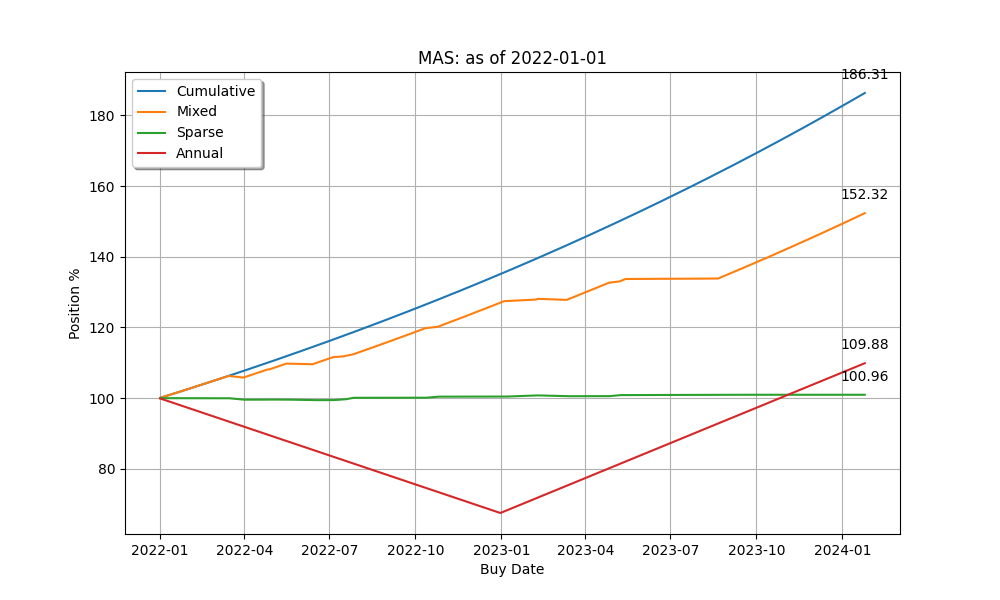 MAS: as of 2022-01-01
Cumulative
Mixed
Sparse
Annual
186.31
152.32
109.88
100.96
Position %
180
160
140
120
100
80
2022-01 2022-04 2022-07 2022-10 2023-01 2023-04 2023-07 2023-10 2024-01
Buy Date